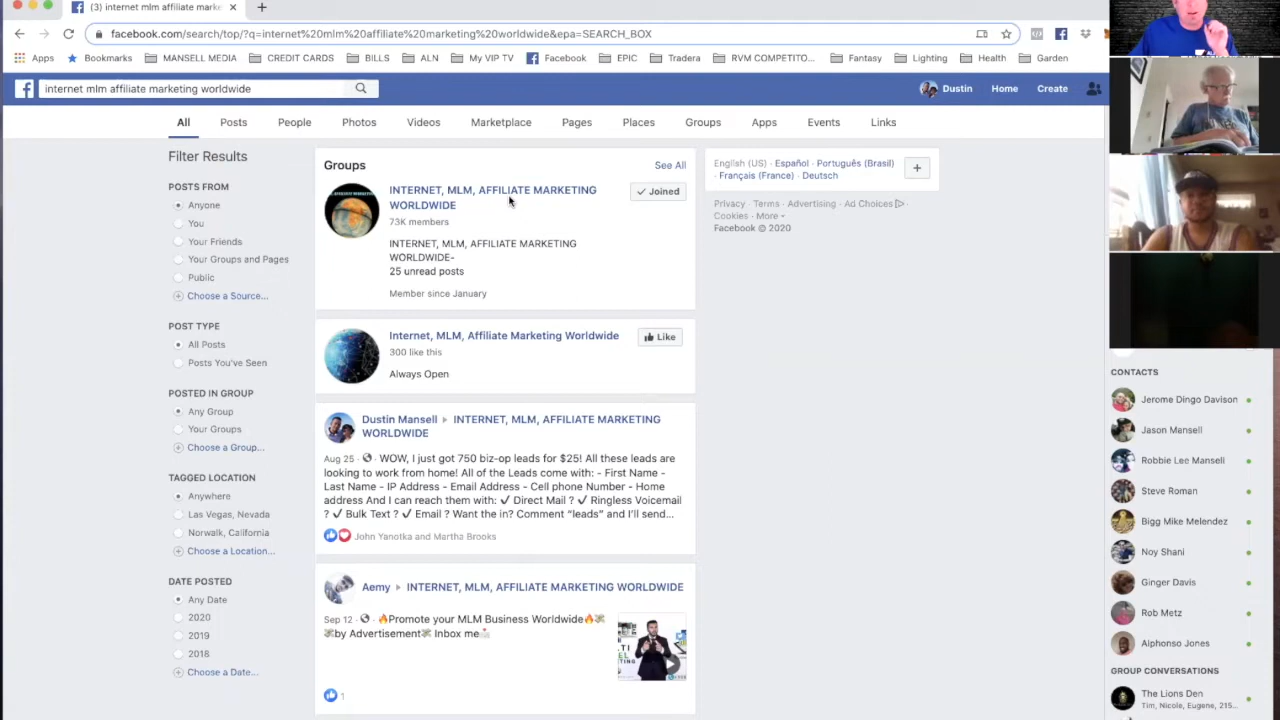 (3) internet mlm affiliate marke
facebook.com/search/top/?q=internet%20mlm%20affiliate%20marketing%20worldwide&epa=SEARCH_BOX
Apps
Bookmarks
MANSELL MEDIA
CREDIT CARDS
BILLS
ALN
My VIP
Facebook
EPIC
Tradera
RVM COMPETITO...
Fantasy
Lighting
Health
Garden
internet mlm affiliate marketing worldwide
Dustin
Home
Create
All
Posts
People
Photos
Videos
Marketplace
Pages
Places
Groups
Apps
Events
Links
Filter Results
POSTS FROM
Anyone
You
Your Friends
Your Groups and Pages
Public
Choose a Source...
POST TYPE
All Posts
Posts You've Seen
POSTED IN GROUP
Any Group
Your Groups
Choose a Group...
TAGGED LOCATION
Anywhere
Las Vegas, Nevada
Norwalk, California
Choose a Location...
DATE POSTED
Any Date
2020
2019
2018
Choose a Date...
Groups
See All
INTERNET, MLM, AFFILIATE MARKETING
WORLDWIDE
Joined
73K members
INTERNET, MLM, AFFILIATE MARKETING
WORLDWIDE-
25 unread posts
Member since January
Internet, MLM, Affiliate Marketing Worldwide
Like
300 like this
Always Open
Dustin Mansell ▸ INTERNET, MLM, AFFILIATE MARKETING
WORLDWIDE
Aug 25 · WOW, I just got 750 biz-op leads for $25! All these leads are
looking to work from home! All of the Leads come with: - First Name -
Last Name - IP Address - Email Address - Cell phone Number - Home
address And I can reach them with: ✓ Direct Mail ? ✓ Ringless Voicemail
? ✓ Bulk Text ? ✓ Email ? Want the in? Comment "leads" and I'll send...
John Yanotka and Martha Brooks
Aemy ▸ INTERNET, MLM, AFFILIATE MARKETING WORLDWIDE
Sep 12 · 🔥Promote your MLM Business Worldwide🔥💸
💸by Advertisement💸 Inbox me📩
1
English (US) · Español · Português (Brasil)
· Français (France) · Deutsch
Privacy · Terms · Advertising · Ad Choices ·
Cookies · More
Facebook © 2020
CONTACTS
Jerome Dingo Davison
Jason Mansell
Robbie Lee Mansell
Steve Roman
Bigg Mike Melendez
Noy Shani
Ginger Davis
Rob Metz
Alphonso Jones
GROUP CONVERSATIONS
The Lions Den
Tim, Nicole, Eugene, 215...